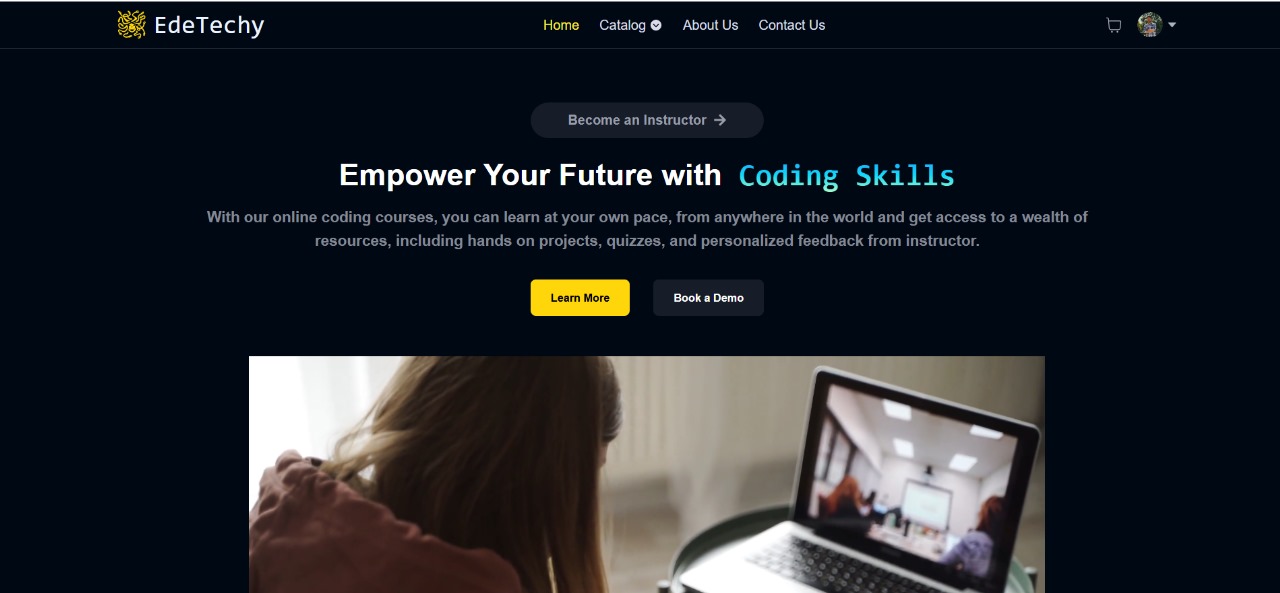 EdeTechy
Home Catalog About Us Contact Us
Become an Instructor →
Empower Your Future with Coding Skills
With our online coding courses, you can learn at your own pace, from anywhere in the world and get access to a wealth of
resources, including hands on projects, quizzes, and personalized feedback from instructor.
Learn More Book a Demo